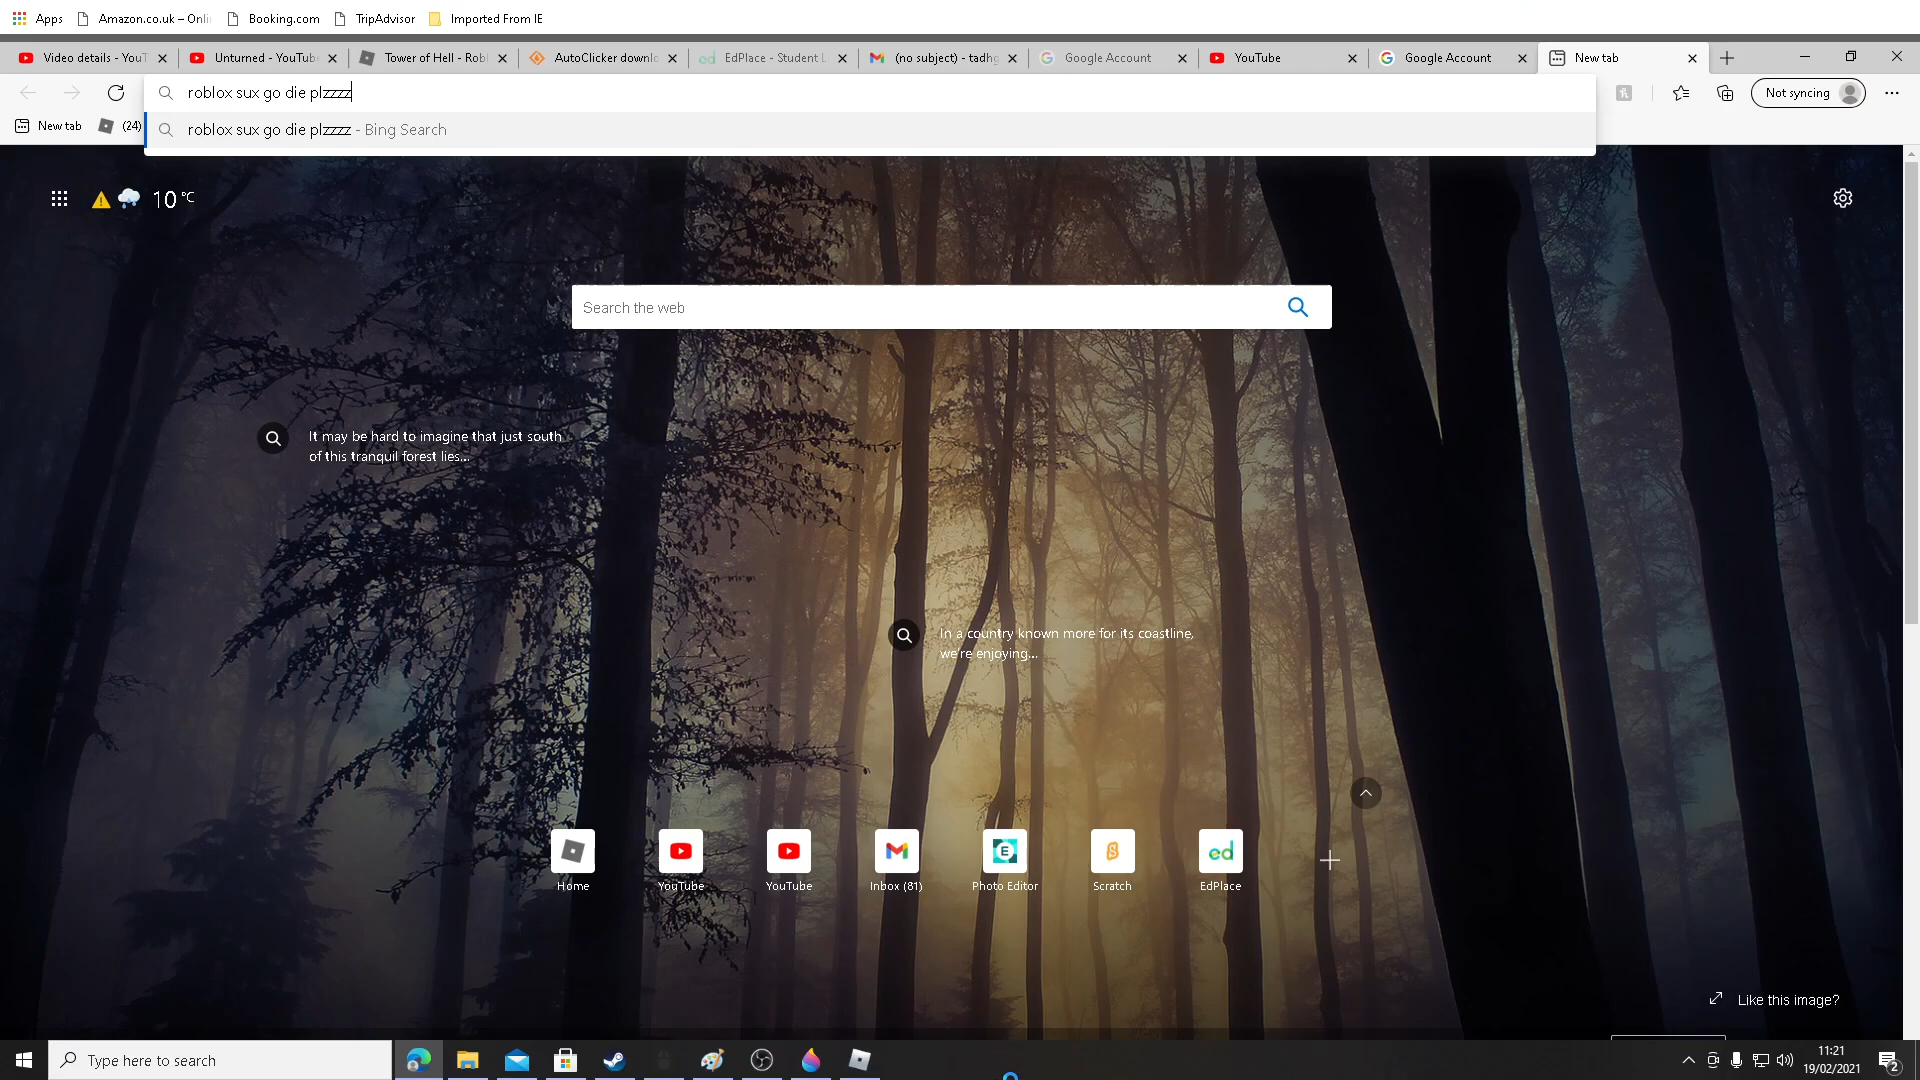 Apps Amazon.co.uk – Onli Booking.com TripAdvisor Imported From IE
Video details - YouT Unturned - YouTube Tower of Hell - Robl AutoClicker downlo EdPlace - Student L (no subject) - tadhg Google Account YouTube Google Account New tab
roblox sux go die plzzzz
Not syncing
New tab (24)
roblox sux go die plzzzz - Bing Search
10 °C
Search the web
It may be hard to imagine that just south
of this tranquil forest lies...
In a country known more for its coastline,
we're enjoying...
Home YouTube YouTube Inbox (81) Photo Editor Scratch EdPlace
Like this image?
Type here to search
11:21
19/02/2021
2